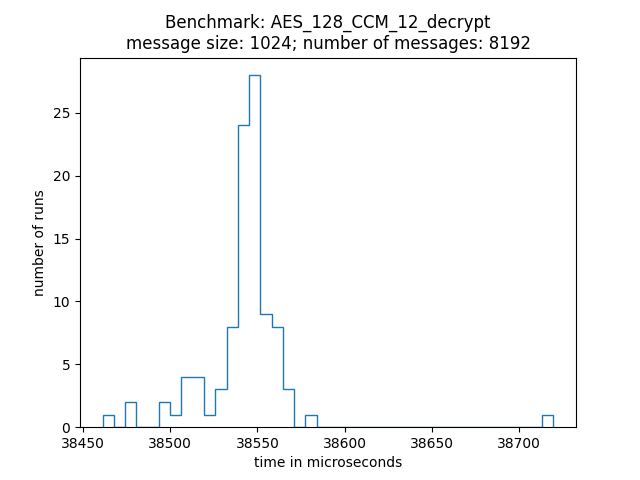 Benchmark: AES_128_CCM_12_decrypt
message size: 1024; number of messages: 8192
25
20
15
10
5
0
number of runs
38450 38500 38550 38600 38650 38700
time in microseconds